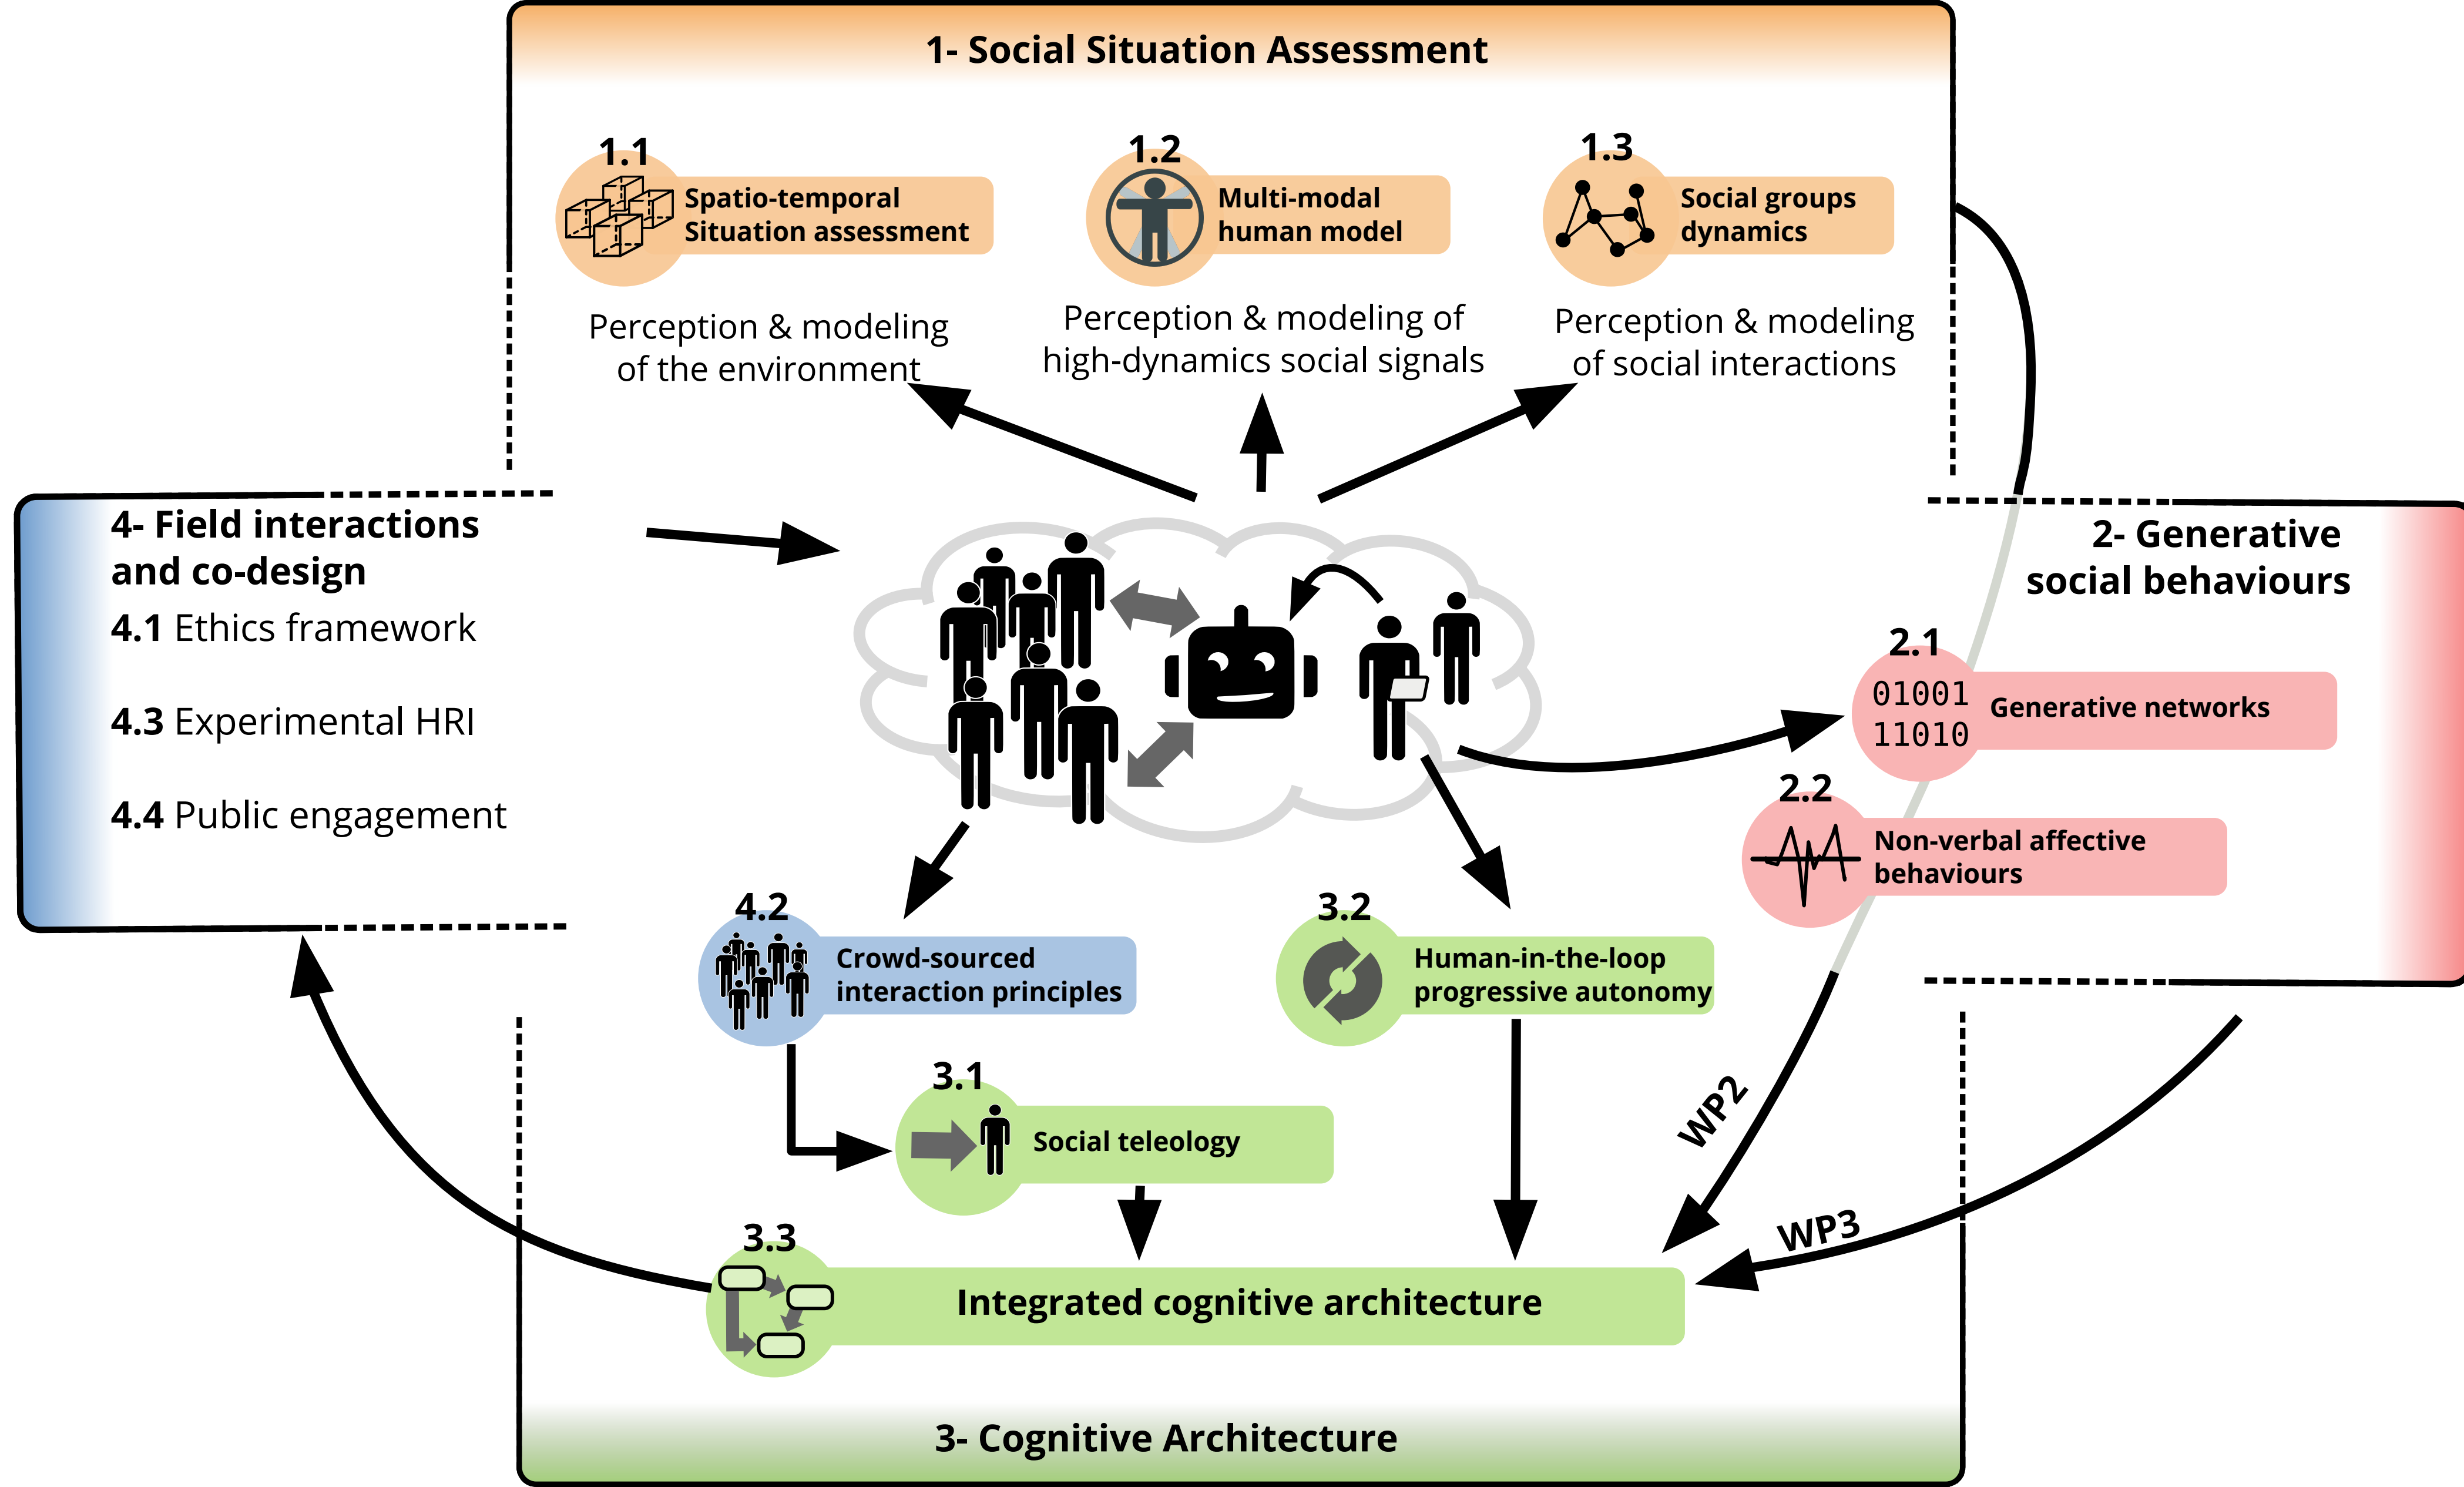 1- Social Situation Assessment
1.1
Spatio-temporal
Situation assessment
Perception & modeling
of the environment
1.2
Multi-modal
human model
Perception & modeling of
high-dynamics social signals
1.3
Social groups
dynamics
Perception & modeling
of social interactions
4- Field interactions
and co-design
4.1 Ethics framework
4.3 Experimental HRI
4.4 Public engagement
2- Generative
social behaviours
2.1
01001
11010
Generative networks
2.2
Non-verbal affective
behaviours
4.2
Crowd-sourced
interaction principles
3.2
Human-in-the-loop
progressive autonomy
3.1
Social teleology
WP2
WP3
3.3
Integrated cognitive architecture
3- Cognitive Architecture